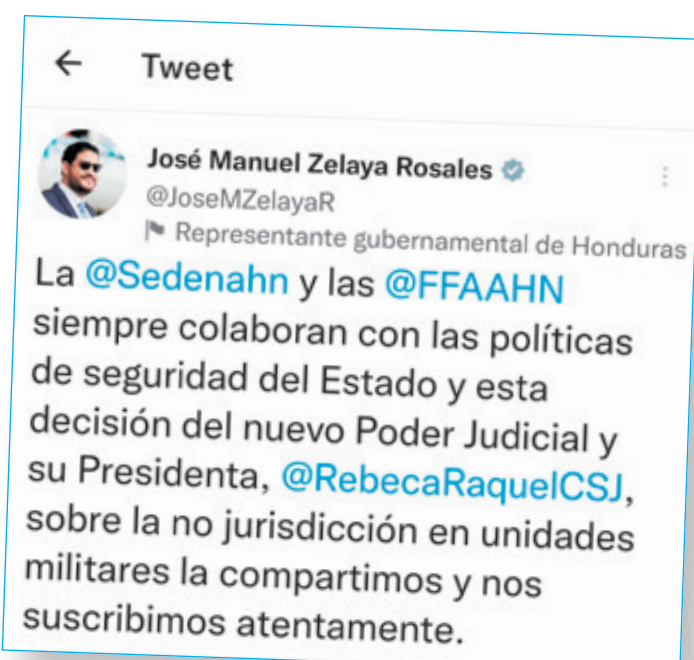 Tweet
José Manuel Zelaya Rosales
@JoseMZelayaR
Representante gubernamental de Honduras
La @Sedenahn y las @FFAAHN
siempre colaboran con las políticas
de seguridad del Estado y esta
decisión del nuevo Poder Judicial y
su Presidenta, @RebecaRaquelCSJ,
sobre la no jurisdicción en unidades
militares la compartimos y nos
suscribimos atentamente.